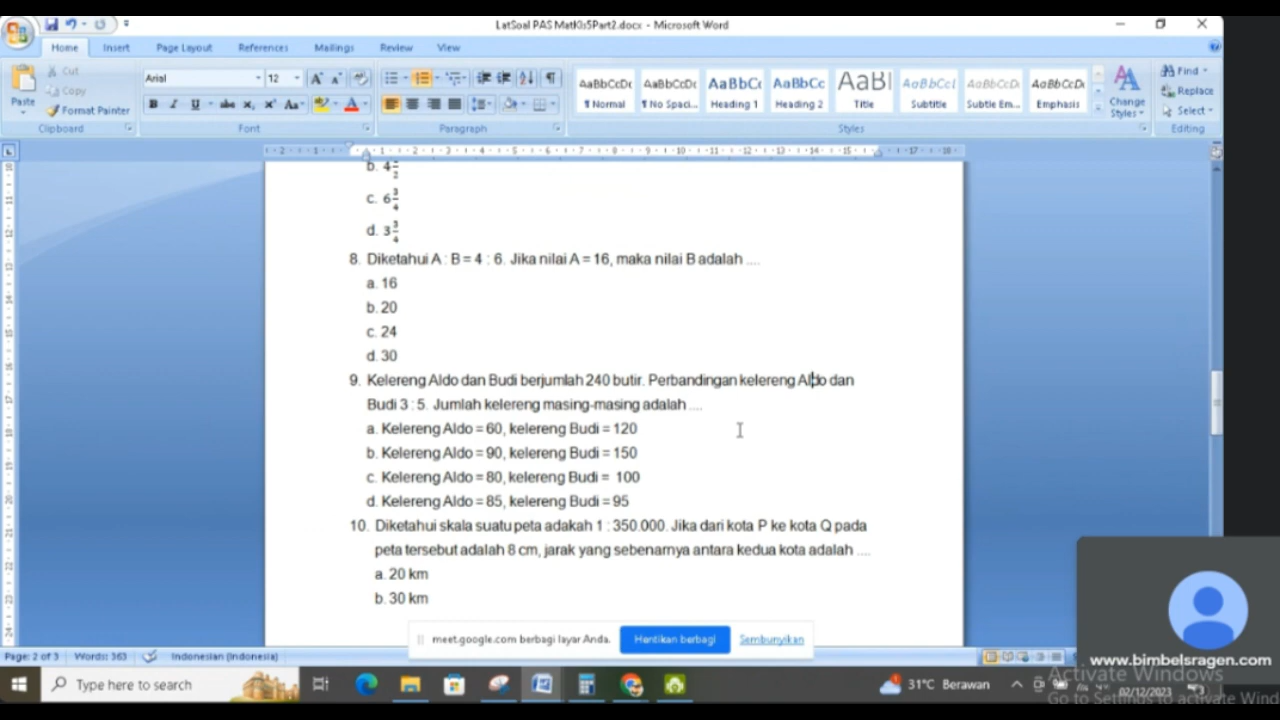 LatSoal PAS MatKls5Part2.docx - Microsoft Word
Home Insert Page Layout References Mailings Review View
Cut
Copy
Format Painter
Paste
Arial 12
AaBbCcDc AaBbCcDc AaBbCc AaBbCc AaBl AaBbCcl AaBbCcDc AaBbCcDc
¶ Normal ¶ No Spaci... Heading 1 Heading 2 Title Subtitle Subtle Em... Emphasis
Change Styles
Find
Replace
Select
Clipboard Font Paragraph Styles Editing
b. 4
c. 6 3/4
d. 3 3/4
8. Diketahui A : B = 4 : 6. Jika nilai A = 16, maka nilai B adalah ....
a. 16
b. 20
c. 24
d. 30
9. Kelereng Aldo dan Budi berjumlah 240 butir. Perbandingan kelereng Aldo dan
Budi 3 : 5. Jumlah kelereng masing-masing adalah ....
a. Kelereng Aldo = 60, kelereng Budi = 120
b. Kelereng Aldo = 90, kelereng Budi = 150
c. Kelereng Aldo = 80, kelereng Budi = 100
d. Kelereng Aldo = 85, kelereng Budi = 95
10. Diketahui skala suatu peta adakah 1 : 350.000. Jika dari kota P ke kota Q pada
peta tersebut adalah 8 cm, jarak yang sebenarnya antara kedua kota adalah ....
a. 20 km
b. 30 km
meet.google.com berbagi layar Anda. Hentikan berbagi Sembunyikan
www.bimbelsragen.com
Page: 2 of 3 Words: 363 Indonesian (Indonesia)
Activate Windows
Go to Settings to activate Wind
Type here to search
31°C Berawan
02/12/2023